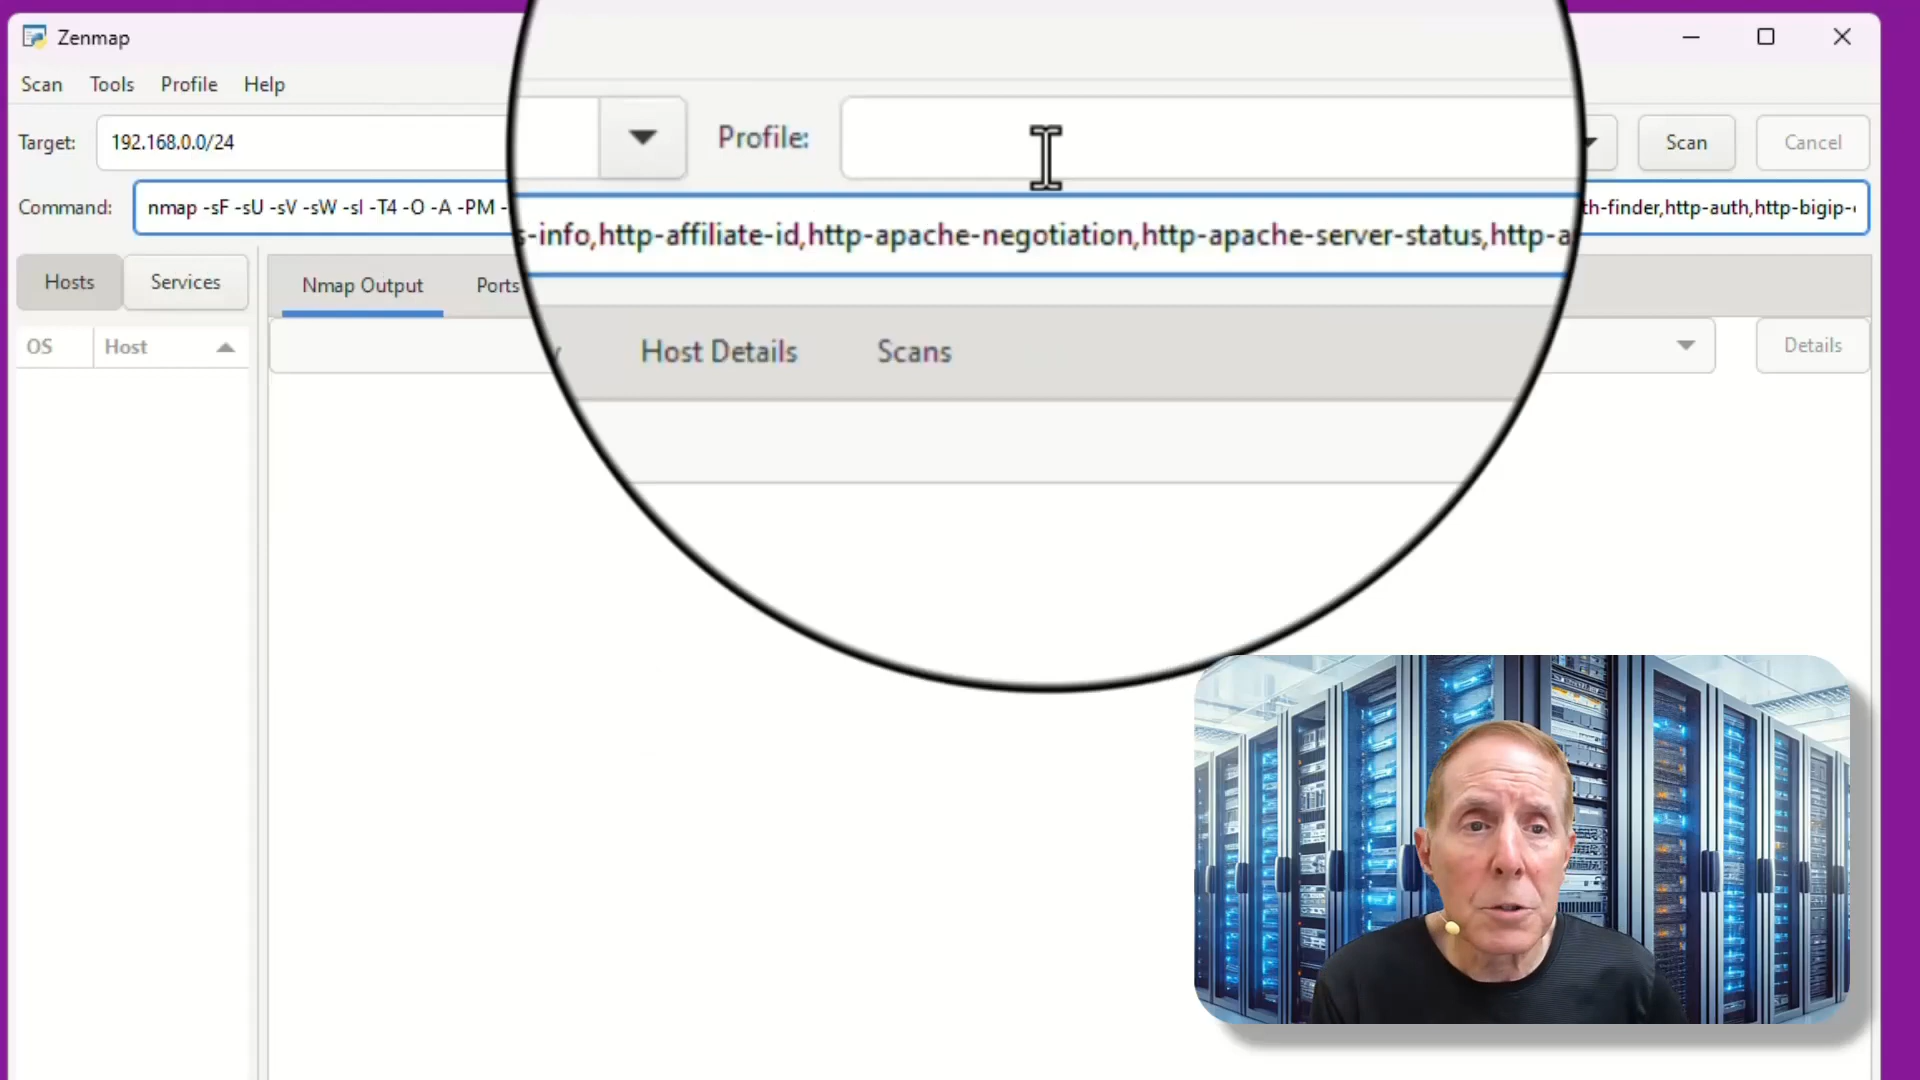 Zenmap
Scan Tools Profile Help
Target: 192.168.0.0/24 Profile: Scan Cancel
Command: nmap -sF -sU -sV -sW -sI -T4 -O -A -PM - s-info,http-affiliate-id,http-apache-negotiation,http-apache-server-status,http-a th-finder,http-auth,http-bigip-
Hosts Services Nmap Output Ports Host Details Scans
OS Host Details